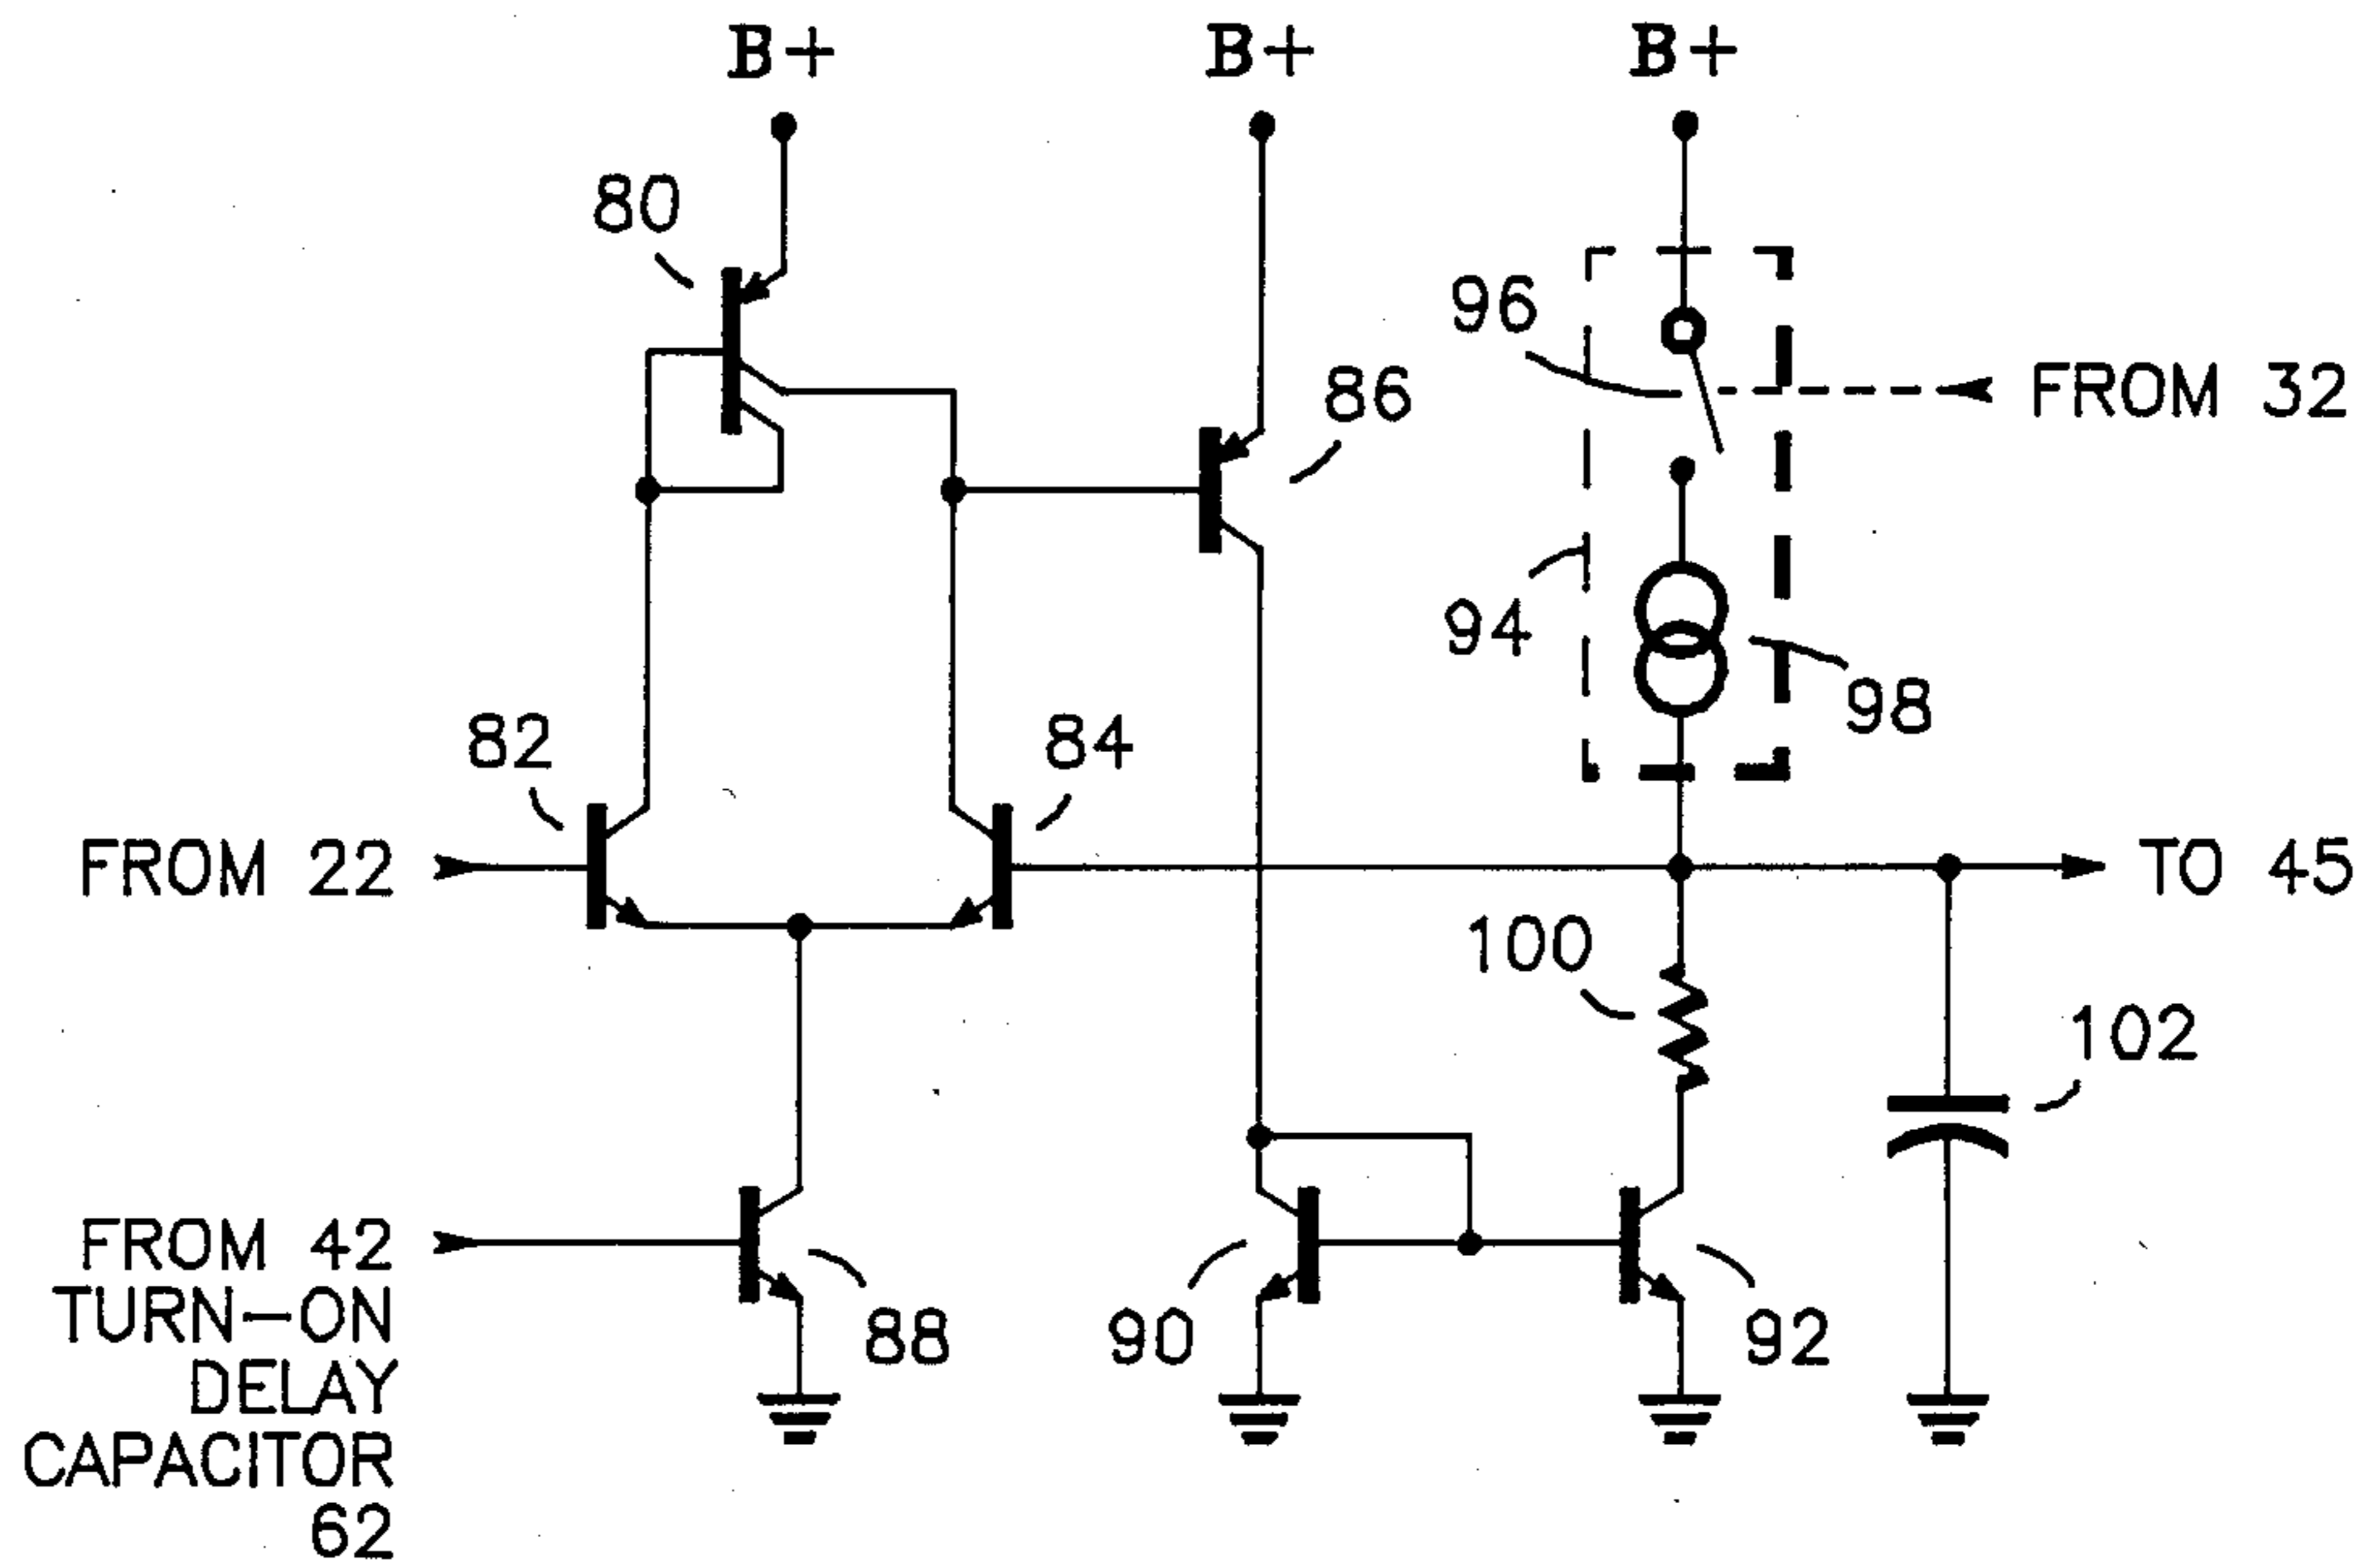 B+
B+
B+
80
96
86
FROM 32
94
98
82
84
FROM 22
TO 45
100
102
FROM 42
TURN-ON
DELAY
CAPACITOR
62
88
90
92